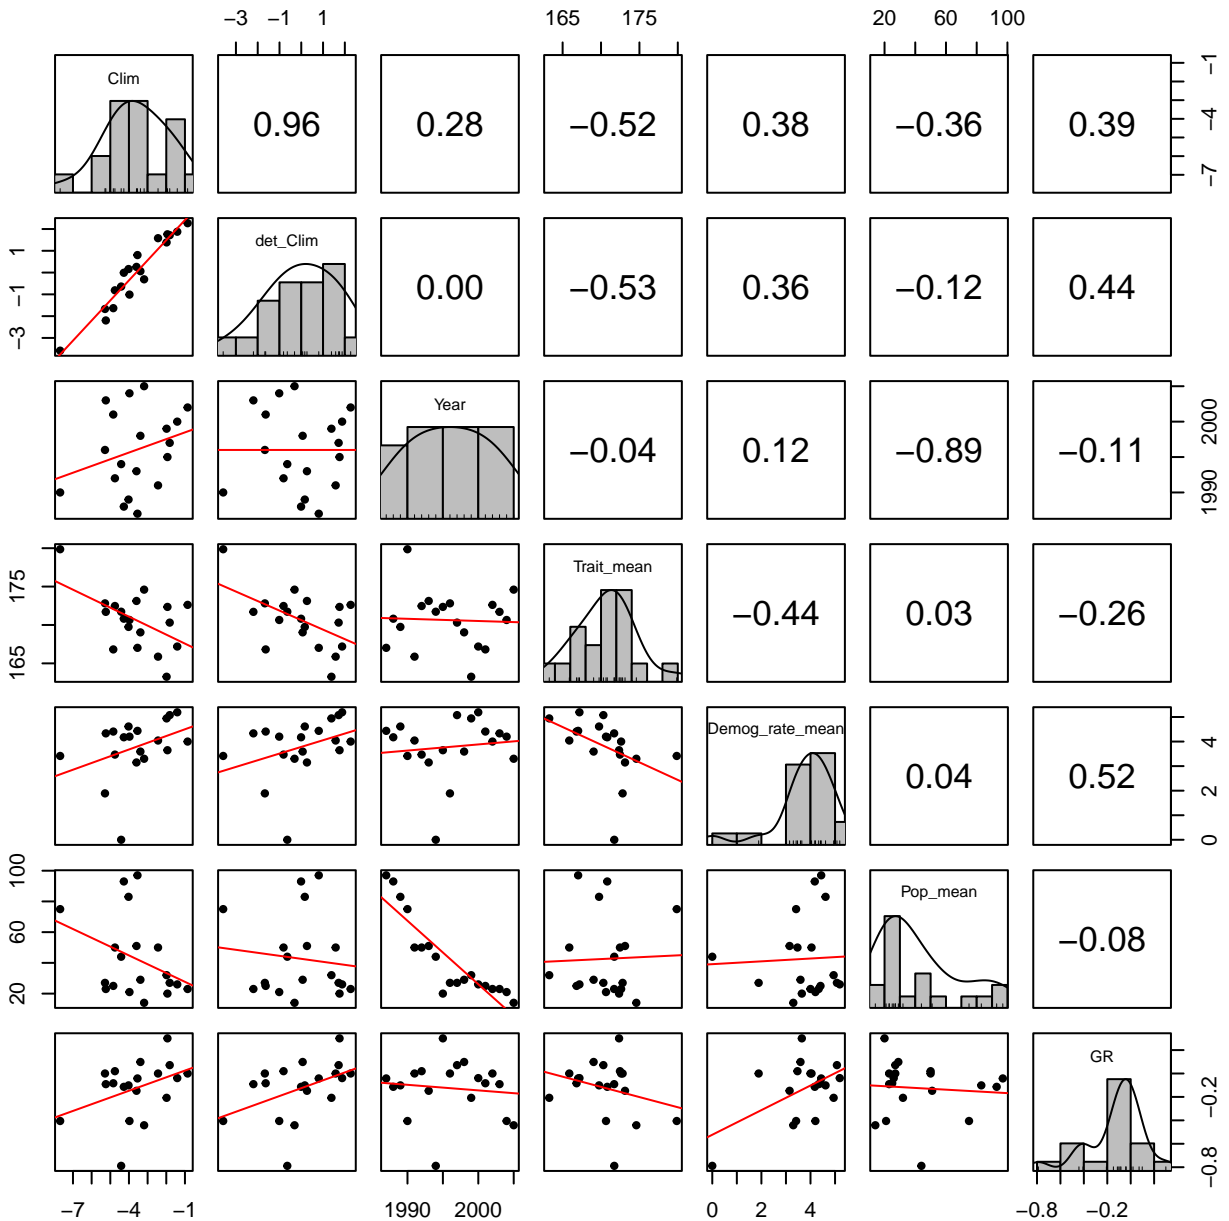 −3 −1 1 165 175 20 60 100
Clim 0.96 0.28 −0.52 0.38 −0.36 0.39 −7 −4 −1
−3 −1 1 det_Clim 0.00 −0.53 0.36 −0.12 0.44
Year −0.04 0.12 −0.89 −0.11 1990 2000
165 175 Trait_mean −0.44 0.03 −0.26
Demog_rate_mean 0.04 0.52 0 2 4
20 60 100 Pop_mean −0.08
GR −0.8 −0.2
−7 −4 −1 1990 2000 0 2 4 −0.8 −0.2